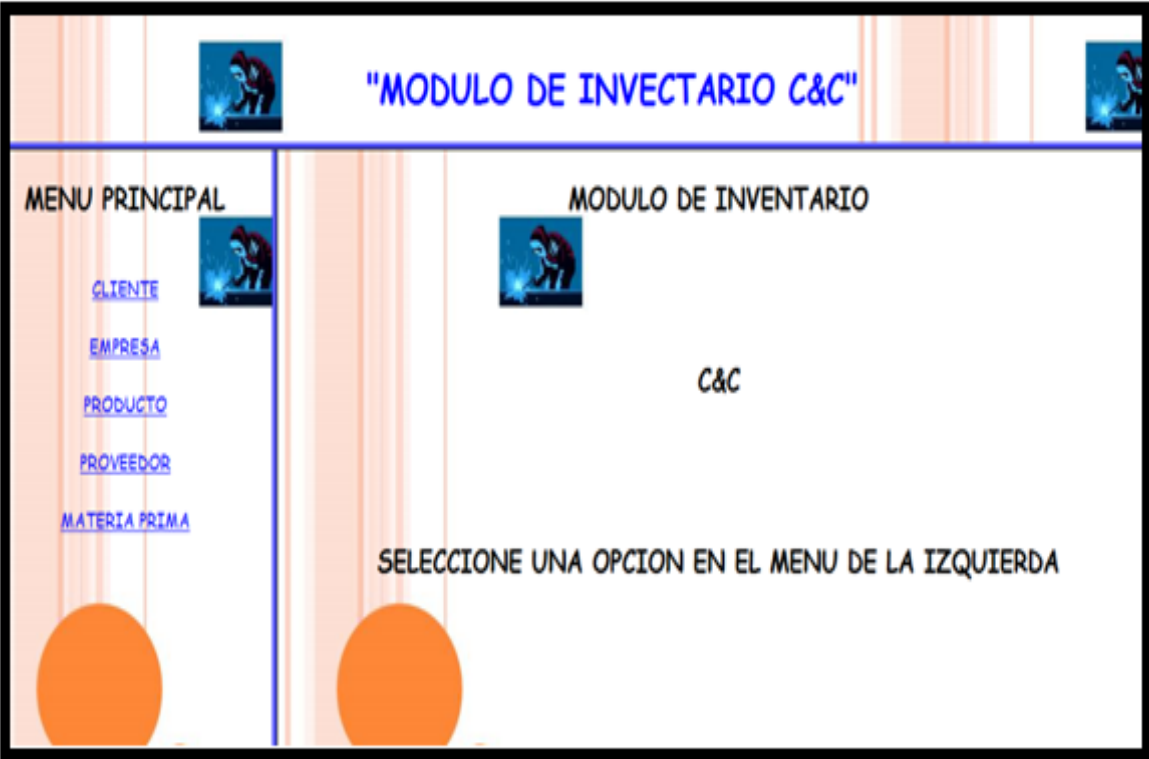 "MODULO DE INVECTARIO C&C"
MENU PRINCIPAL
CLIENTE
EMPRESA
PRODUCTO
PROVEEDOR
MATERIA PRIMA
MODULO DE INVENTARIO
C&C
SELECCIONE UNA OPCION EN EL MENU DE LA IZQUIERDA